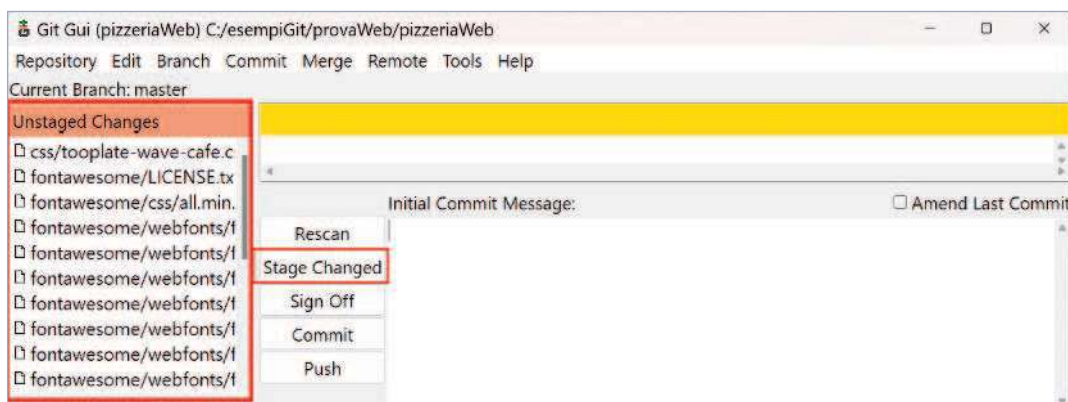 Git Gui (pizzeriaWeb) C:/esempiGit/provaWeb/pizzeriaWeb
Repository Edit Branch Commit Merge Remote Tools Help
Current Branch: master
Unstaged Changes
css/tooplate-wave-cafe.c
fontawesome/LICENSE.tx
fontawesome/css/all.min.
fontawesome/webfonts/f
fontawesome/webfonts/f
fontawesome/webfonts/f
fontawesome/webfonts/f
fontawesome/webfonts/f
fontawesome/webfonts/f
fontawesome/webfonts/f
Initial Commit Message:
Amend Last Commit
Rescan
Stage Changed
Sign Off
Commit
Push